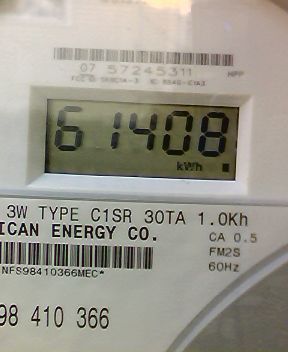 07 57245311 HPP
61408
kWh
3W TYPE C1SR 30TA 1.0Kh
ICAN ENERGY CO.
CA 0.5
FM2S
60Hz
NFS98410366MEC*
98 410 366